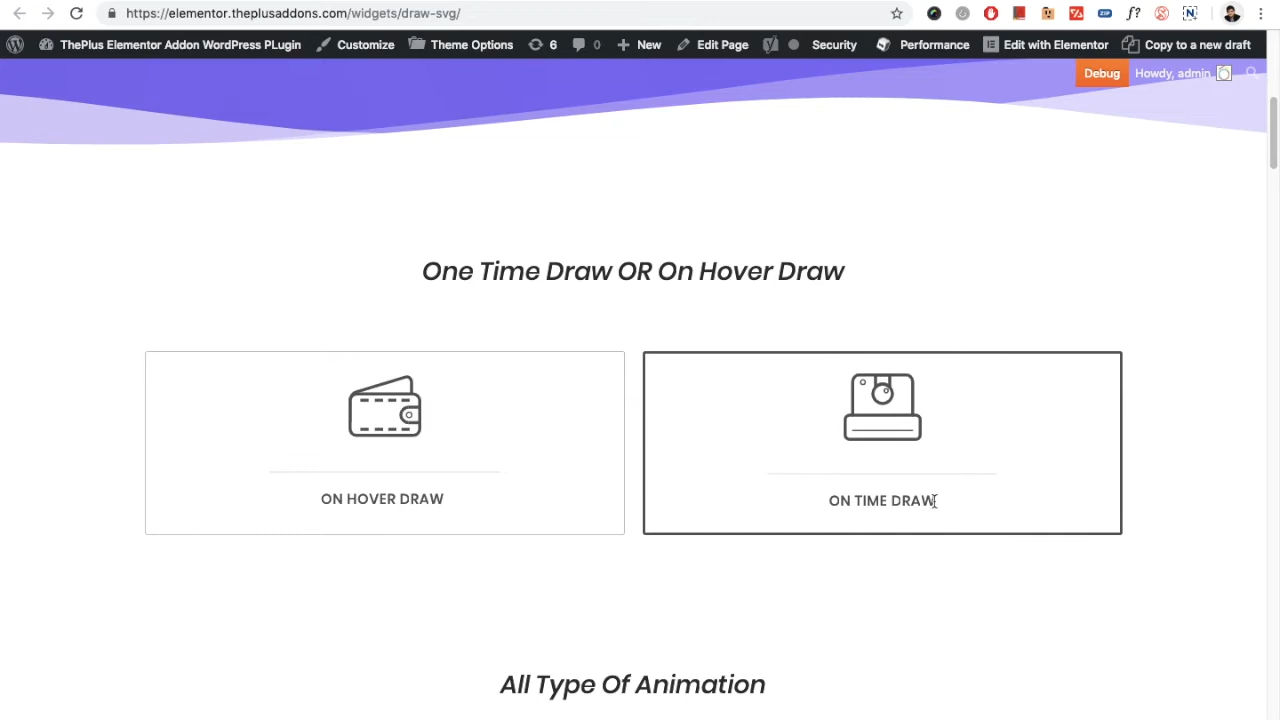 https://elementor.theplusaddons.com/widgets/draw-svg/
ZIP f?
ThePlus Elementor Addon WordPress PLugin Customize Theme Options 6 0 New Edit Page Security Performance Edit with Elementor Copy to a new draft
Debug Howdy, admin
One Time Draw OR On Hover Draw
ON HOVER DRAW
ON TIME DRAW
All Type Of Animation